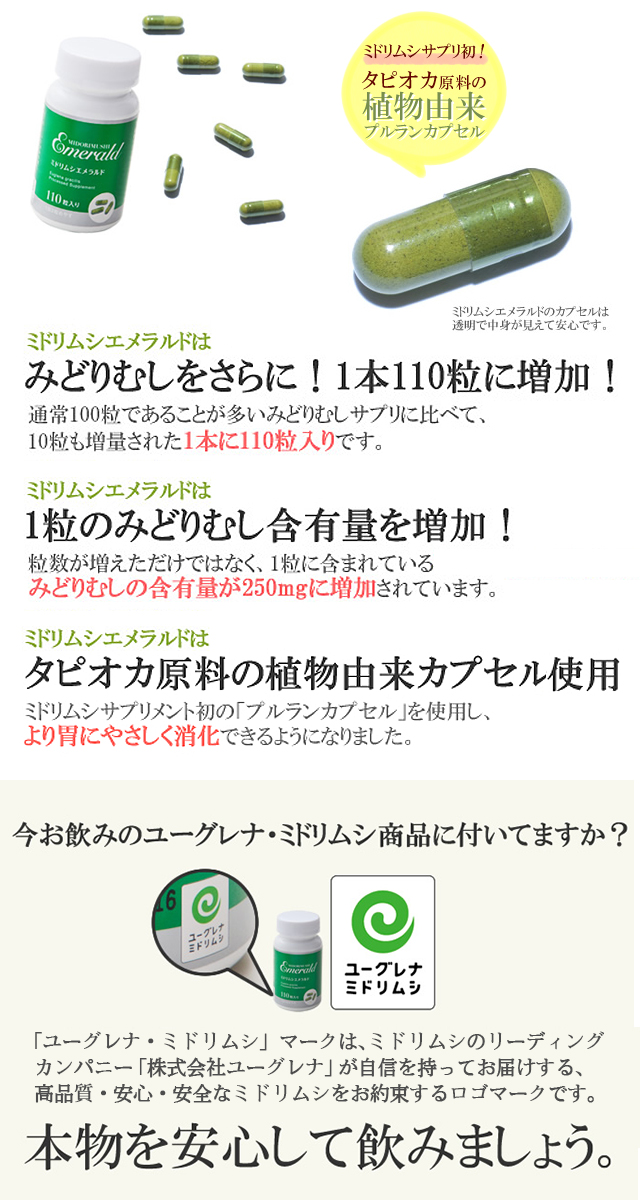 MIDORIMUSHI
Emerald
ミドリムシエメラルド
Euglena gracilis
Processed Supplement
110粒入り
ミドリムシサプリ初!
タピオカ原料の
植物由来
プルランカプセル
ミドリムシエメラルドのカプセルは
透明で中身が見えて安心です。
ミドリムシエメラルドは
みどりむしをさらに!1本110粒に増加!
通常100粒であることが多いみどりむしサプリに比べて、
10粒も増量された1本に110粒入りです。
ミドリムシエメラルドは
1粒のみどりむし含有量を増加!
粒数が増えただけではなく、1粒に含まれている
みどりむしの含有量が250mgに増加されています。
ミドリムシエメラルドは
タピオカ原料の植物由来カプセル使用
ミドリムシサプリメント初の「プルランカプセル」を使用し、
より胃にやさしく消化できるようになりました。
今お飲みのユーグレナ・ミドリムシ商品に付いてますか?
16
ユーグレナ
ミドリムシ
Emerald
110粒入り
ユーグレナ
ミドリムシ
「ユーグレナ・ミドリムシ」マークは、ミドリムシのリーディング
カンパニー「株式会社ユーグレナ」が自信を持ってお届けする、
高品質・安心・安全なミドリムシをお約束するロゴマークです。
本物を安心して飲みましょう。